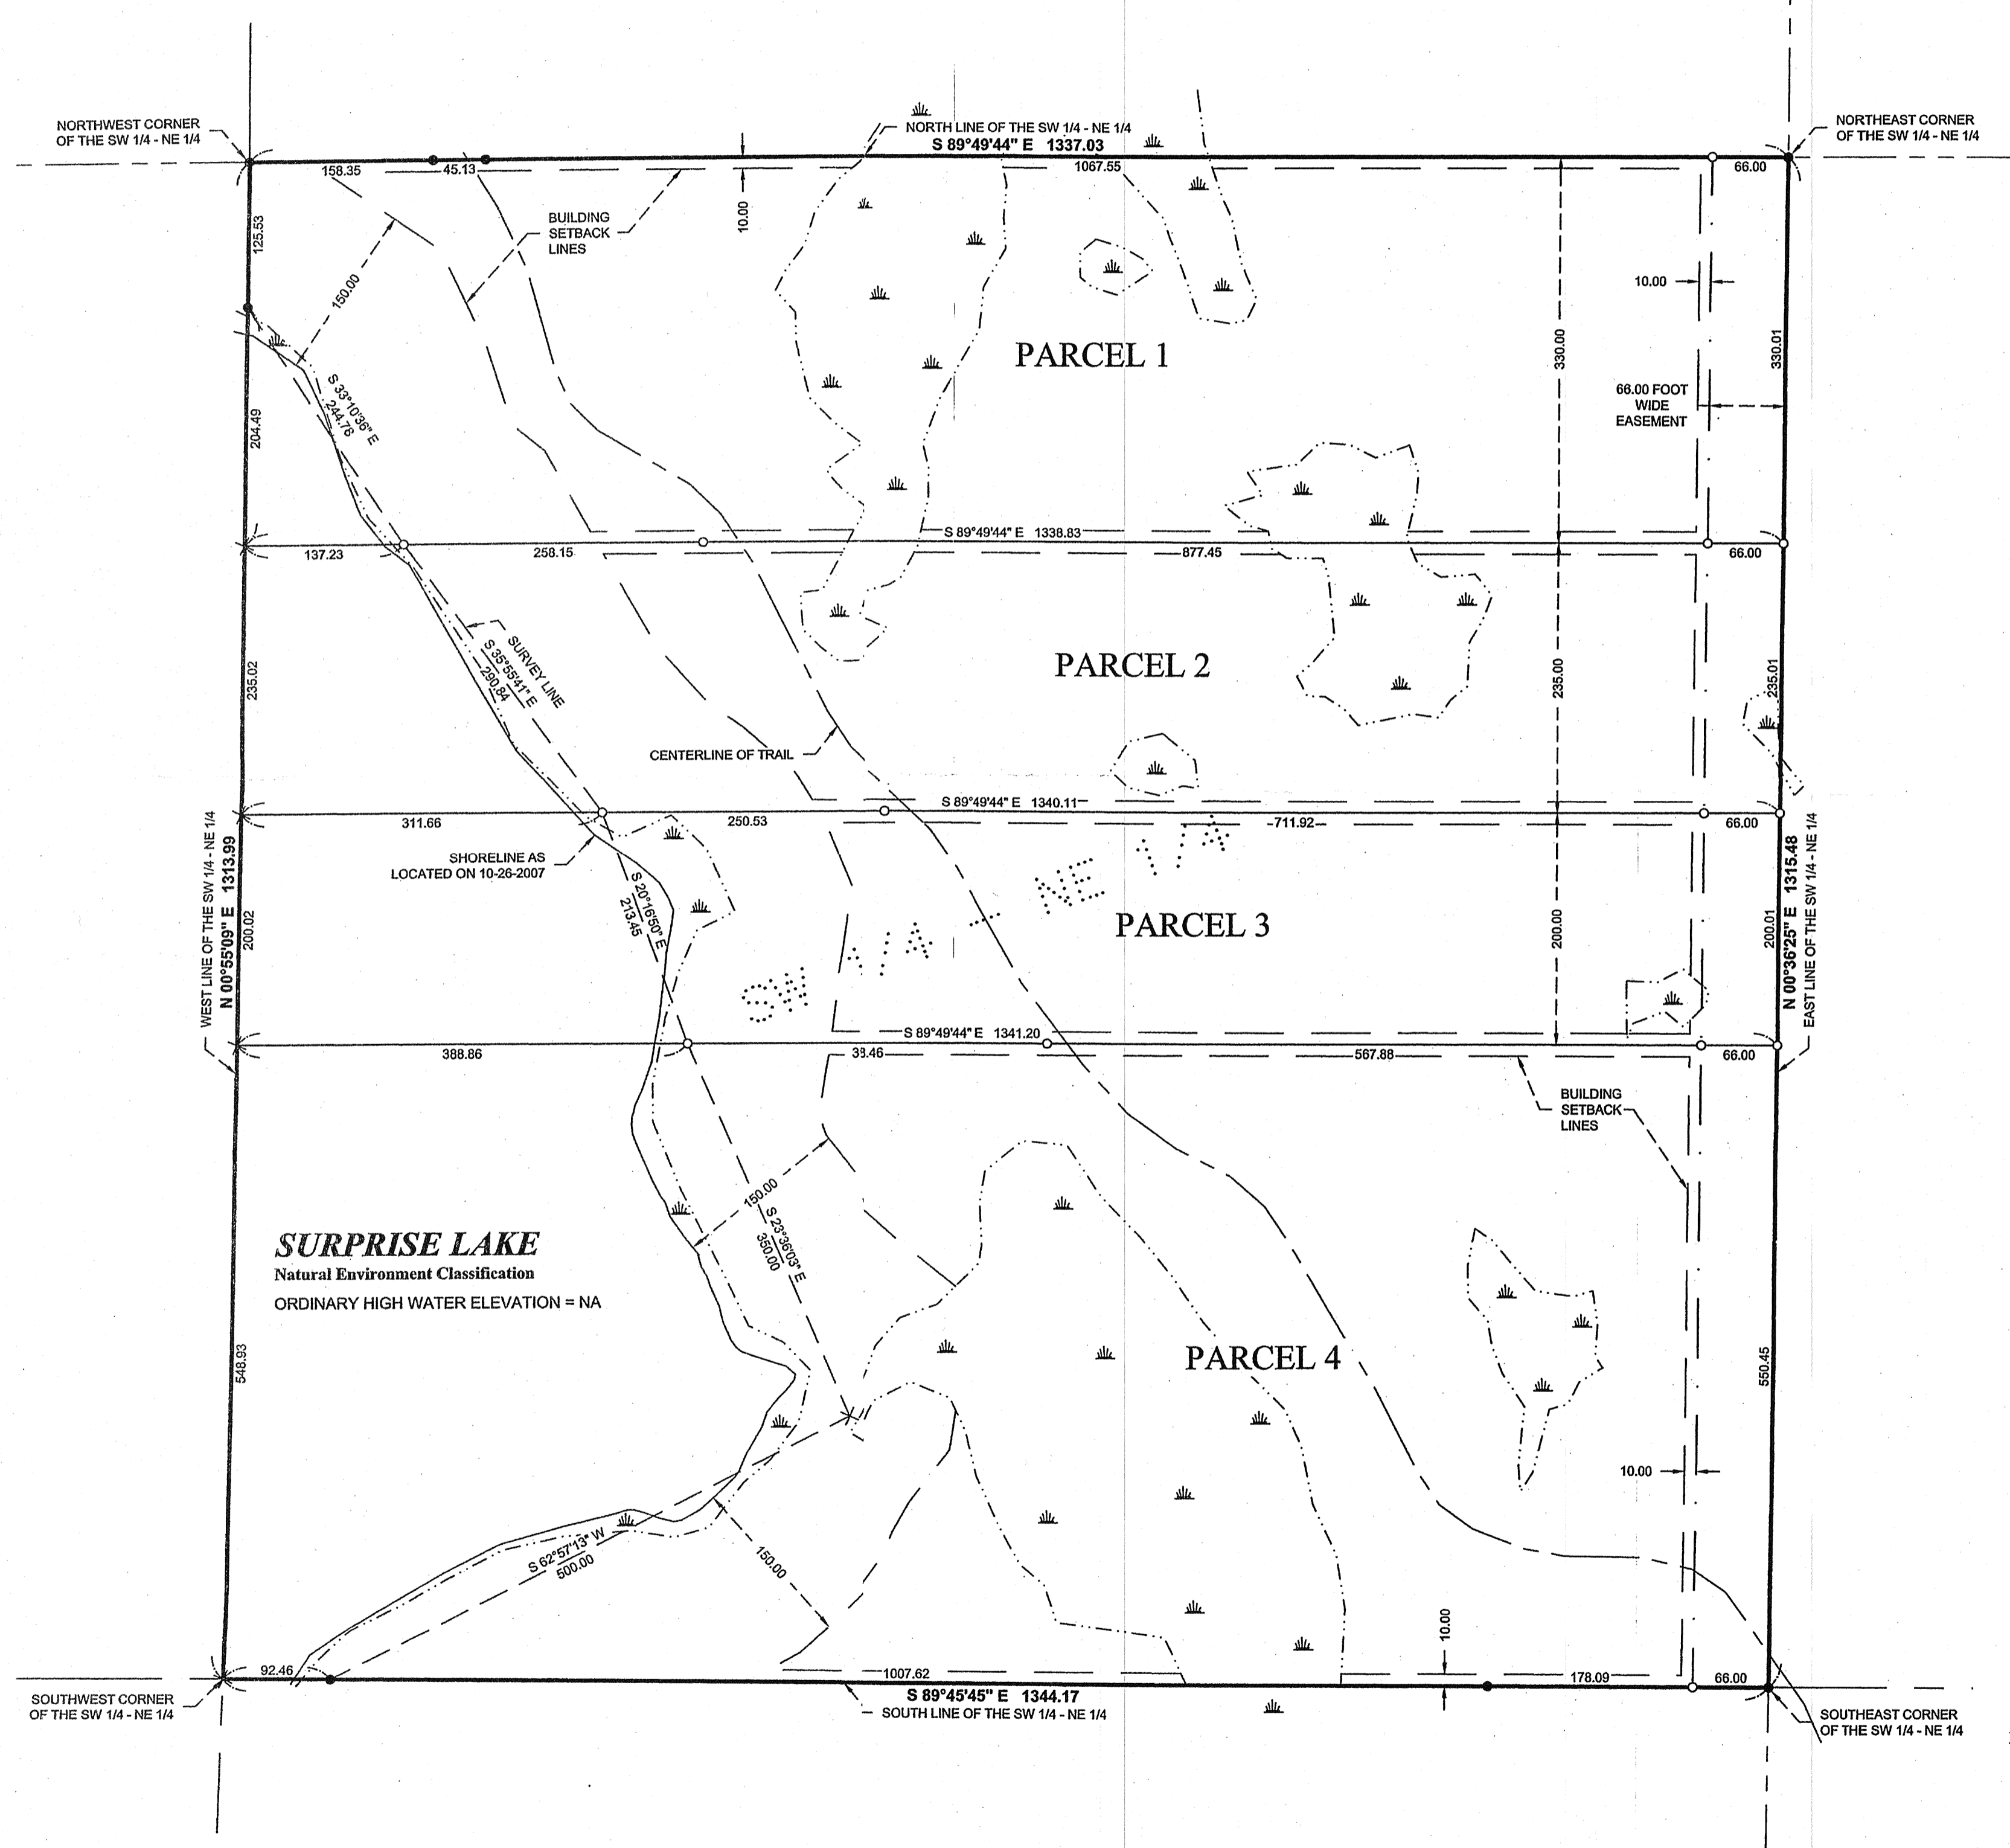 NORTHWEST CORNER
OF THE SW 1/4 - NE 1/4
NORTH LINE OF THE SW 1/4 - NE 1/4
S 89°49'44" E 1337.03
NORTHEAST CORNER
OF THE SW 1/4 - NE 1/4
158.35
45.13
1067.55
66.00
125.53
10.00
BUILDING
SETBACK
LINES
150.00
10.00
330.00
330.01
PARCEL 1
66.00 FOOT
WIDE
EASEMENT
S 33°10'36" E
244.76
204.49
S 89°49'44" E 1338.83
137.23
258.15
877.45
66.00
SURVEY LINE
S 35°55'41" E
290.84
235.02
PARCEL 2
235.00
235.01
CENTERLINE OF TRAIL
S 89°49'44" E 1340.11
311.66
250.53
711.92
66.00
SHORELINE AS
LOCATED ON 10-26-2007
WEST LINE OF THE SW 1/4 - NE 1/4
N 00°55'09" E 1313.99
200.02
S 20°16'50" E
213.45
SW 1/4 - NE 1/4
PARCEL 3
200.00
200.01
N 00°36'25" E 1315.48
EAST LINE OF THE SW 1/4 - NE 1/4
S 89°49'44" E 1341.20
388.86
567.88
66.00
BUILDING
SETBACK
LINES
150.00
S 23°36'03" E
350.00
SURPRISE LAKE
Natural Environment Classification
ORDINARY HIGH WATER ELEVATION = NA
548.93
PARCEL 4
550.45
10.00
S 62°57'13" W
500.00
150.00
10.00
92.46
1007.62
178.09
66.00
S 89°45'45" E 1344.17
SOUTH LINE OF THE SW 1/4 - NE 1/4
SOUTHWEST CORNER
OF THE SW 1/4 - NE 1/4
SOUTHEAST CORNER
OF THE SW 1/4 - NE 1/4